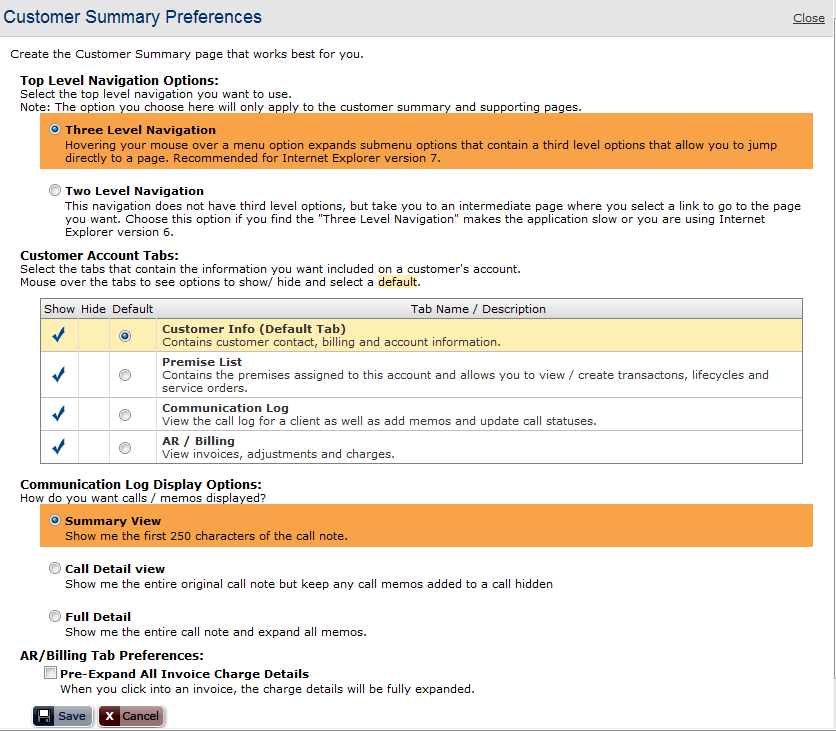 Customer Summary Preferences
Close
Create the Customer Summary page that works best for you.
Top Level Navigation Options:
Select the top level navigation you want to use.
Note: The option you choose here will only apply to the customer summary and supporting pages.
Three Level Navigation
Hovering your mouse over a menu option expands submenu options that contain a third level options that allow you to jump
directly to a page. Recommended for Internet Explorer version 7.
Two Level Navigation
This navigation does not have third level options, but take you to an intermediate page where you select a link to go to the page
you want. Choose this option if you find the "Three Level Navigation" makes the application slow or you are using Internet
Explorer version 6.
Customer Account Tabs:
Select the tabs that contain the information you want included on a customer's account.
Mouse over the tabs to see options to show/ hide and select a default.
Show Hide Default Tab Name / Description
Customer Info (Default Tab)
Contains customer contact, billing and account information.
Premise List
Contains the premises assigned to this account and allows you to view / create transactons, lifecycles and
service orders.
Communication Log
View the call log for a client as well as add memos and update call statuses.
AR / Billing
View invoices, adjustments and charges.
Communication Log Display Options:
How do you want calls / memos displayed?
Summary View
Show me the first 250 characters of the call note.
Call Detail view
Show me the entire original call note but keep any call memos added to a call hidden
Full Detail
Show me the entire call note and expand all memos.
AR/Billing Tab Preferences:
Pre-Expand All Invoice Charge Details
When you click into an invoice, the charge details will be fully expanded.
Save X Cancel